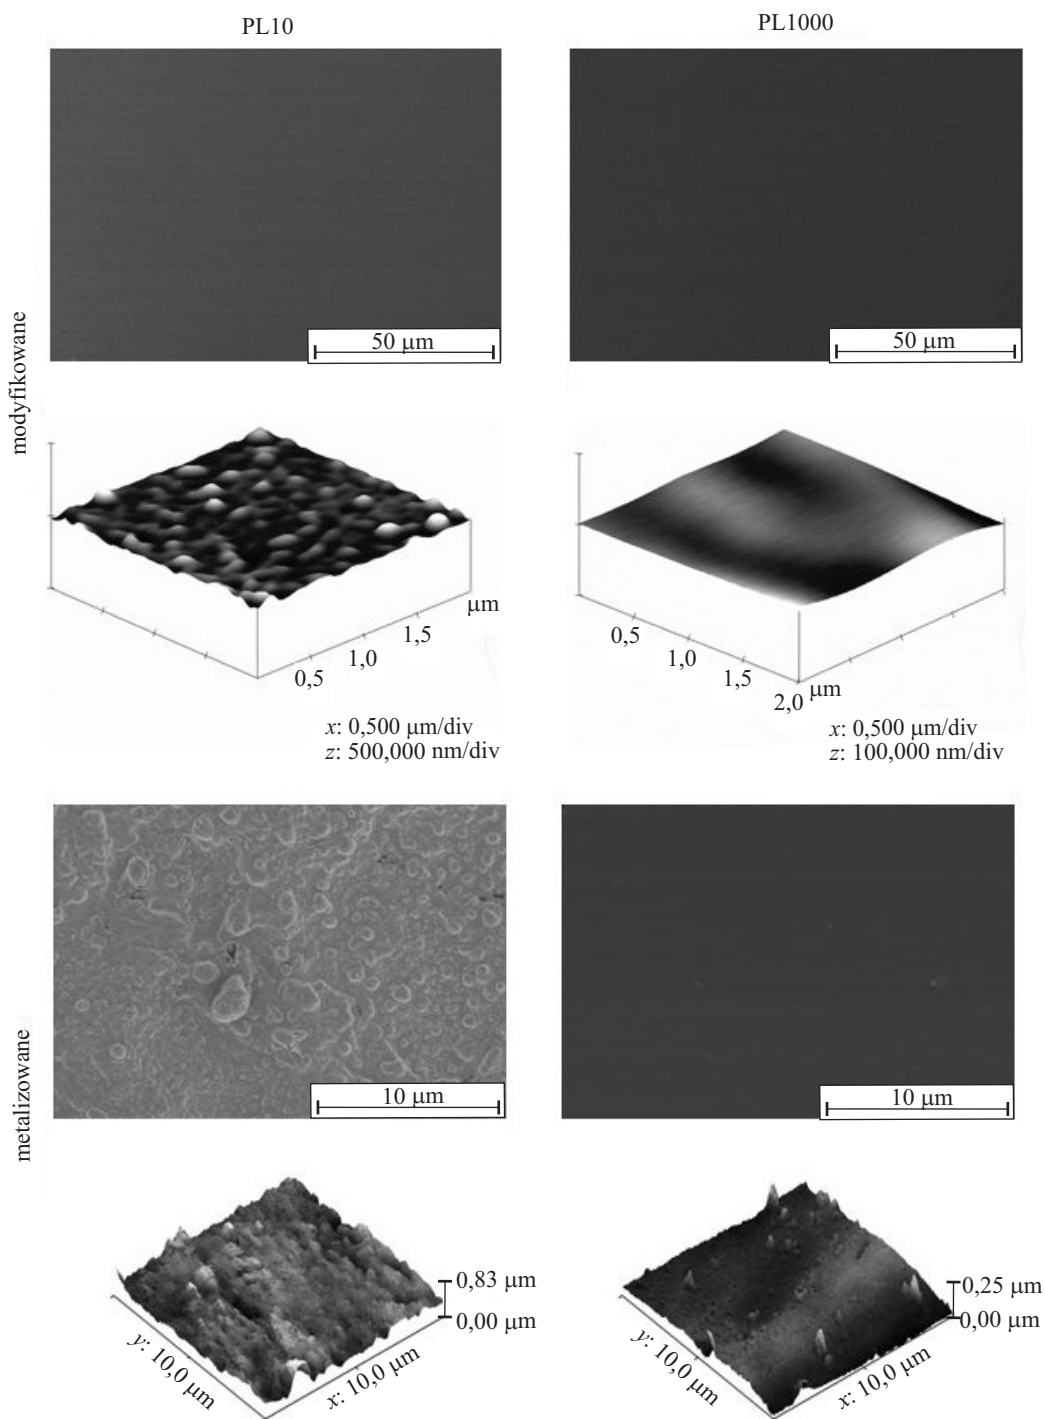 PL10
PL1000
modyfikowane
50 μm
50 μm
μm
1,5
1,0
0,5
0,5
1,0
1,5
2,0
μm
x: 0,500 μm/div
z: 500,000 nm/div
x: 0,500 μm/div
z: 100,000 nm/div
metalizowane
10 μm
10 μm
0,83 μm
0,00 μm
y: 10,0 μm
x: 10,0 μm
0,25 μm
0,00 μm
y: 10,0 μm
x: 10,0 μm